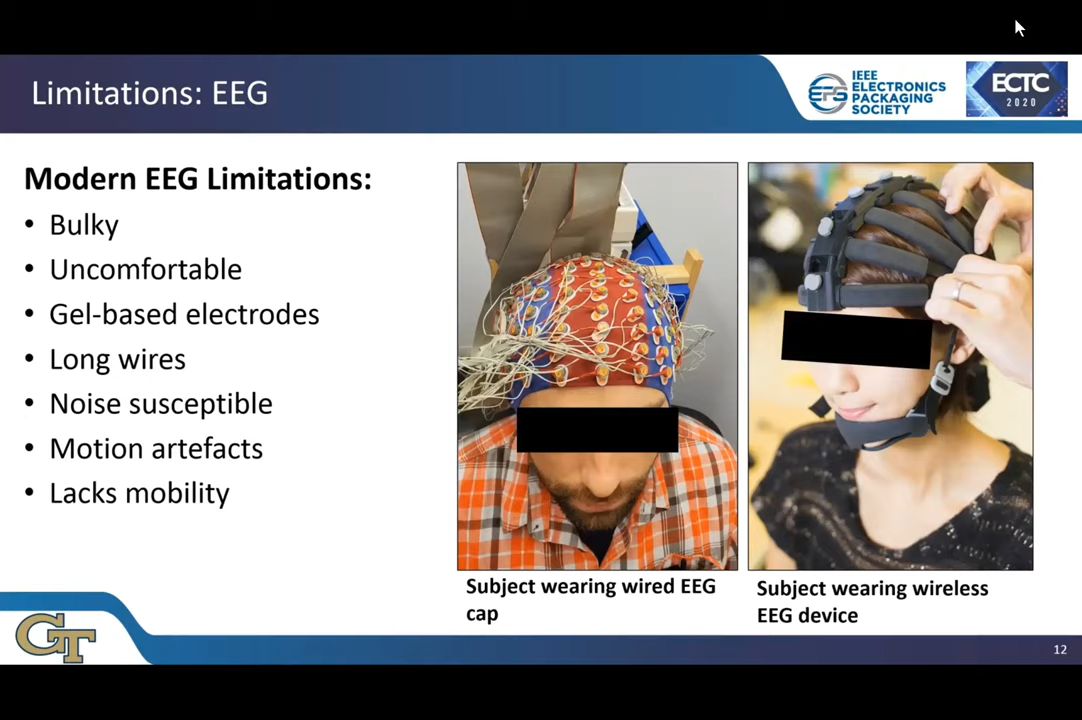 Limitations: EEG
IEEE
ELECTRONICS
PACKAGING
SOCIETY
EPS
ECTC
2020
Modern EEG Limitations:
• Bulky
• Uncomfortable
• Gel-based electrodes
• Long wires
• Noise susceptible
• Motion artefacts
• Lacks mobility
Subject wearing wired EEG
cap
Subject wearing wireless
EEG device
GT
12